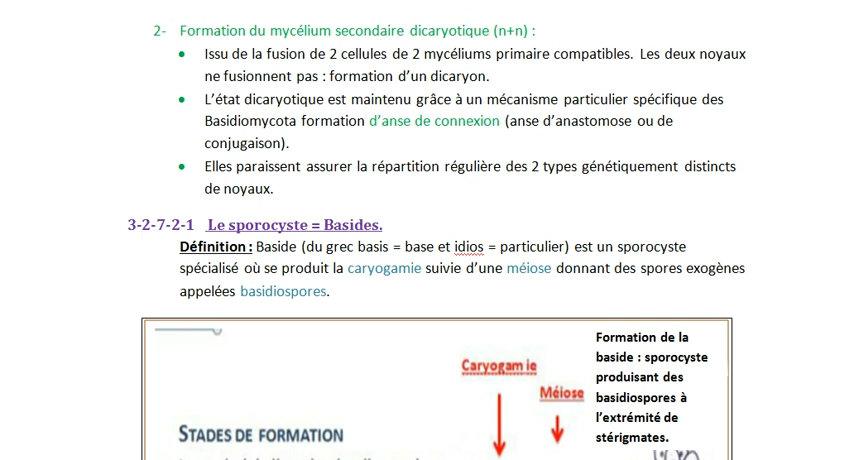 2- Formation du mycélium secondaire dicaryotique (n+n) :
• Issu de la fusion de 2 cellules de 2 mycéliums primaire compatibles. Les deux noyaux
ne fusionnent pas : formation d’un dicaryon.
• L’état dicaryotique est maintenu grâce à un mécanisme particulier spécifique des
Basidiomycota formation d’anse de connexion (anse d’anastomose ou de
conjugaison).
• Elles paraissent assurer la répartition régulière des 2 types génétiquement distincts
de noyaux.
3-2-7-2-1 Le sporocyste = Basides.
Définition : Baside (du grec basis = base et idios = particulier) est un sporocyste
spécialisé où se produit la caryogamie suivie d’une méiose donnant des spores exogènes
appelées basidiospores.
Formation de la
baside : sporocyste
produisant des
basidiospores à
l’extrémité de
stérigmates.
Caryogamie
Méiose
STADES DE FORMATION